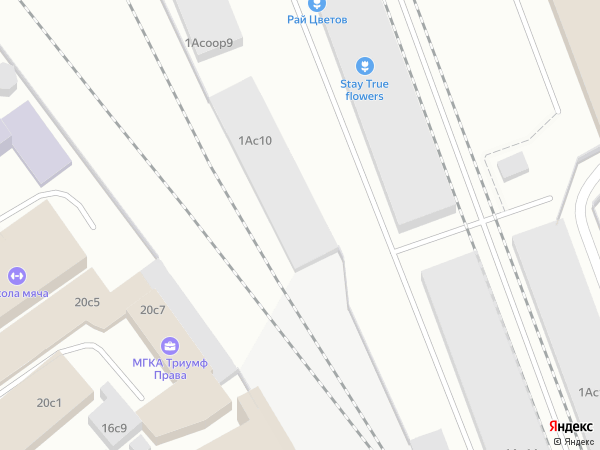 Рай Цветов
1Асоор9
Stay True
flowers
1Ас10
кола мяча
20с5
20с7
МГКА Триумф
Права
20с1
16с9
1Ас
Яндекс
© Яндекс